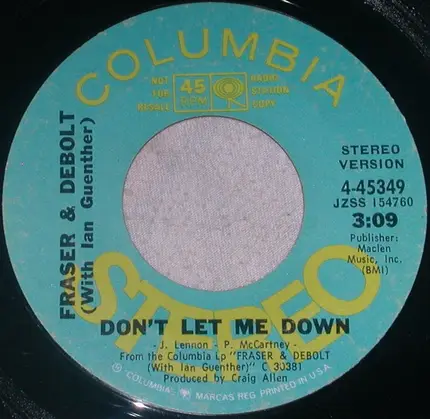 COLUMBIA
NOT FOR RESALE
45 RPM
RADIO STATION COPY
FRASER & DEBOLT
(With Ian Guenther)
STEREO
VERSION
4-45349
JZSS 154760
3:09
Publisher:
Maclen
Music, Inc.
(BMI)
STEREO
DON'T LET ME DOWN
- J. Lennon - P. McCartney -
From the Columbia Lp "FRASER & DEBOLT
(With Ian Guenther)" C 30381
Produced by Craig Allen
"COLUMBIA", MARCAS REG. PRINTED IN U.S.A.